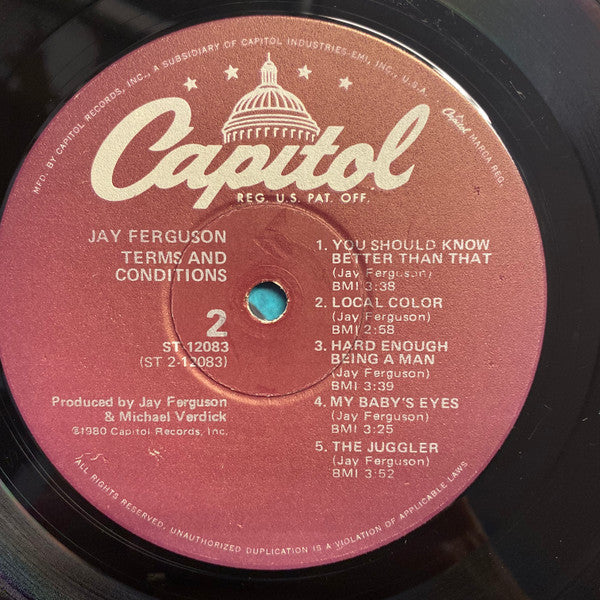 MFD. BY CAPITOL RECORDS, INC., A SUBSIDIARY OF CAPITOL INDUSTRIES-EMI, INC., U.S.A.
Capitol MARCA REG.
Capitol
REG. U.S. PAT. OFF.
JAY FERGUSON
TERMS AND
CONDITIONS
2
ST-12083
(ST 2-12083)
Produced by Jay Ferguson
& Michael Verdick
℗1980 Capitol Records, Inc.
1. YOU SHOULD KNOW
BETTER THAN THAT
(Jay Ferguson)
BMI 3:38
2. LOCAL COLOR
(Jay Ferguson)
BMI 2:58
3. HARD ENOUGH
BEING A MAN
(Jay Ferguson)
BMI 3:39
4. MY BABY'S EYES
(Jay Ferguson)
BMI 3:25
5. THE JUGGLER
(Jay Ferguson)
BMI 3:52
ALL RIGHTS RESERVED. UNAUTHORIZED DUPLICATION IS A VIOLATION OF APPLICABLE LAWS